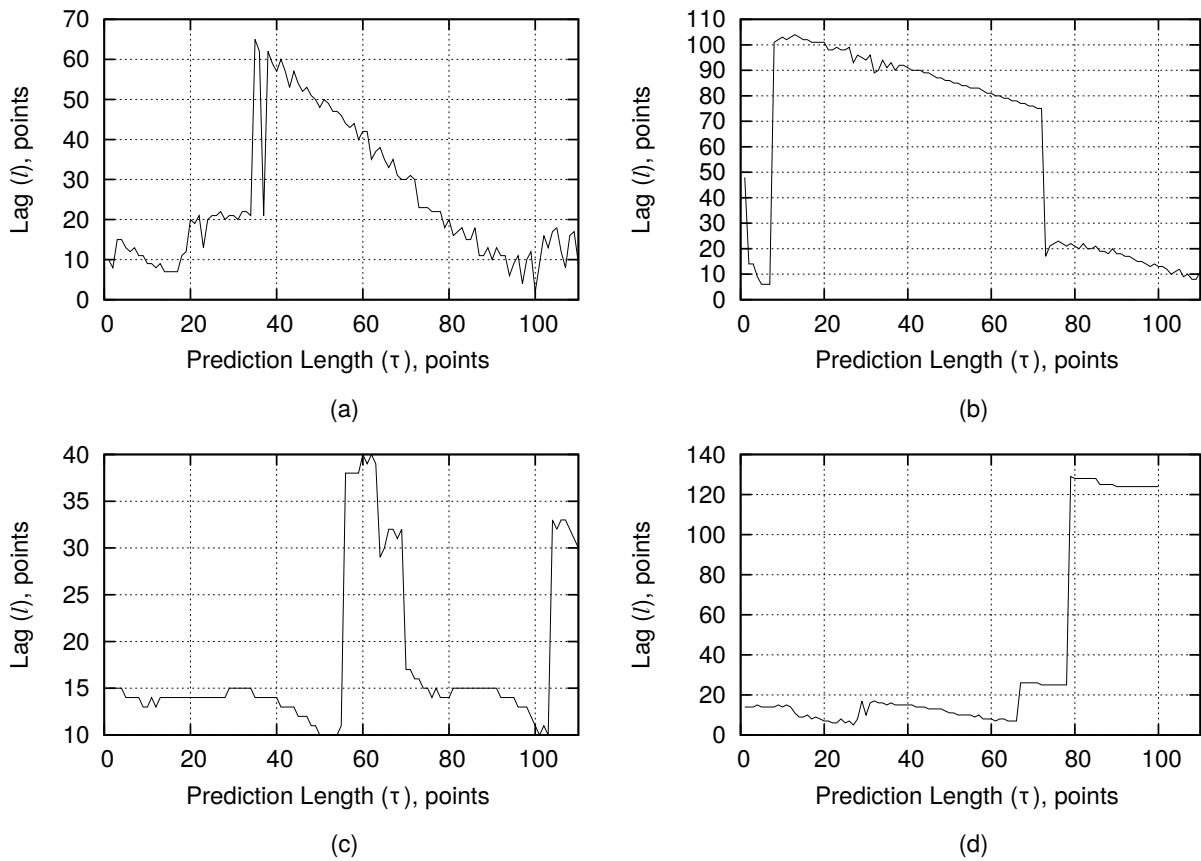 70
60
50
40
30
20
10
0
0 20 40 60 80 100
Lag (l), points
Prediction Length (τ), points
(a)
110
100
90
80
70
60
50
40
30
20
10
0
0 20 40 60 80 100
Lag (l), points
Prediction Length (τ), points
(b)
40
35
30
25
20
15
10
0 20 40 60 80 100
Lag (l), points
Prediction Length (τ), points
(c)
140
120
100
80
60
40
20
0
0 20 40 60 80 100
Lag (l), points
Prediction Length (τ), points
(d)